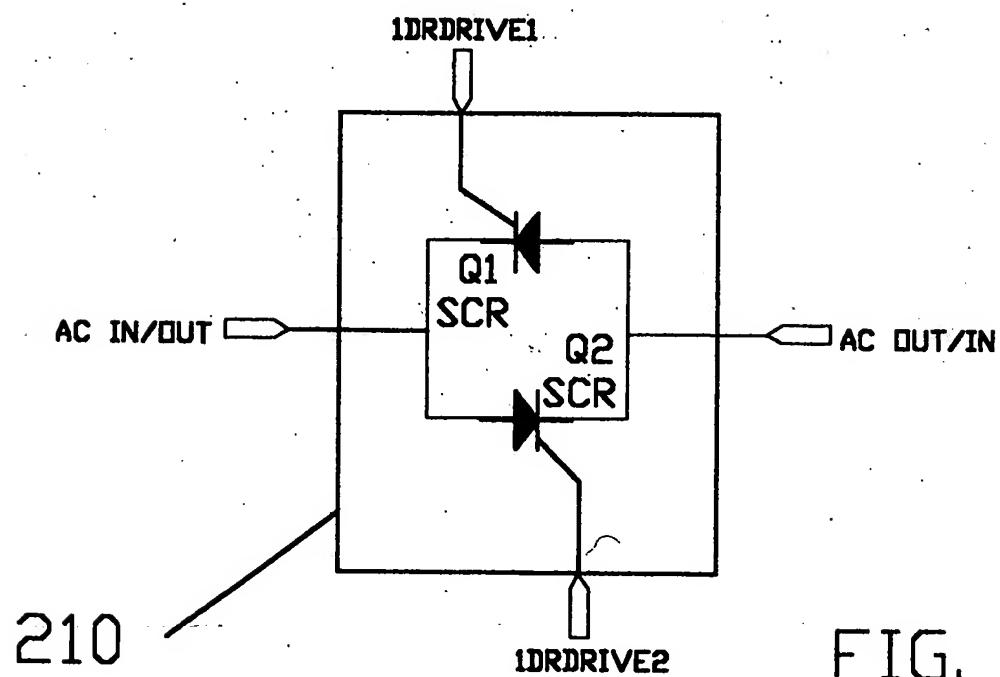 1DRDRIVE1
Q1
SCR
AC IN/OUT
Q2
SCR
AC OUT/IN
210
1DRDRIVE2
FIG.